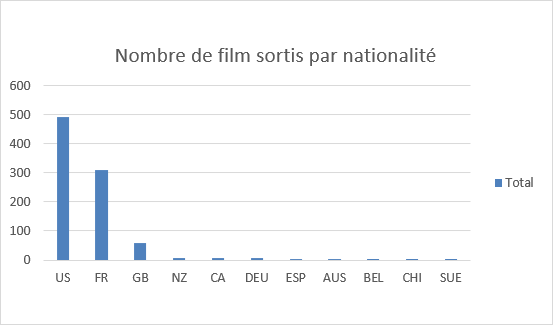 Nombre de film sortis par nationalité
600
500
400
300
200
100
0
US FR GB NZ CA DEU ESP AUS BEL CHI SUE
Total